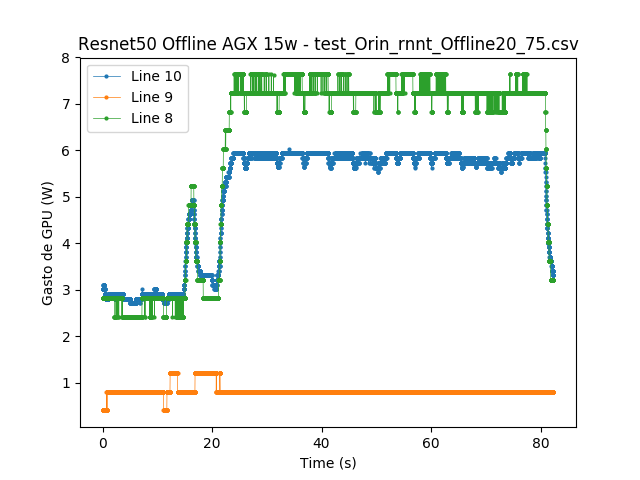 Resnet50 Offline AGX 15w - test_Orin_rnnt_Offline20_75.csv
Line 10
Line 9
Line 8
Gasto de GPU (W)
8
7
6
5
4
3
2
1
0
20
40
60
80
Time (s)